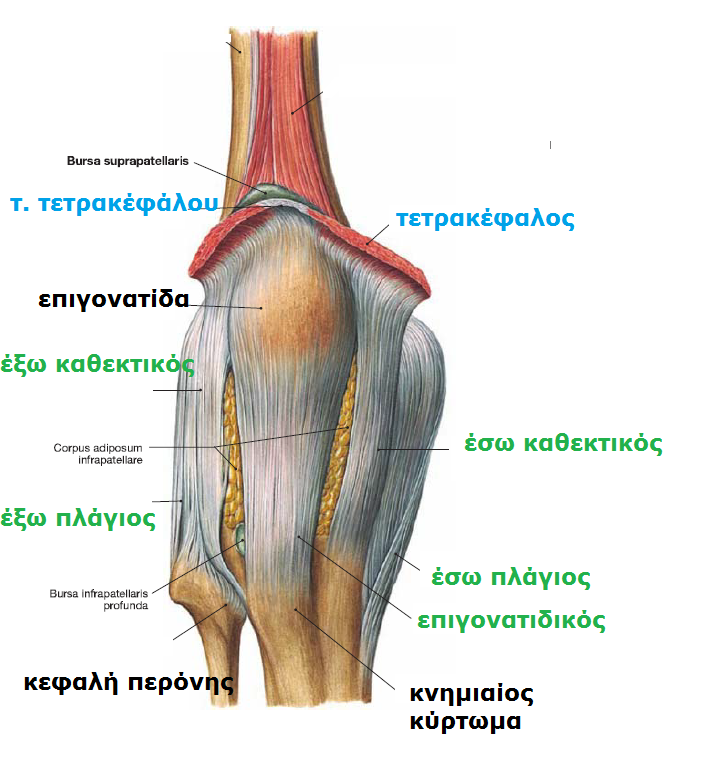 Bursa suprapatellaris
τ. τετρακέφάλου
τετρακέφαλος
επιγονατίδα
έξω καθεκτικός
έσω καθεκτικός
Corpus adiposum
infrapatellare
έξω πλάγιος
έσω πλάγιος
Bursa infrapatellaris
profunda
επιγονατιδικός
κεφαλή περόνης
κνημιαίος
κύρτωμα